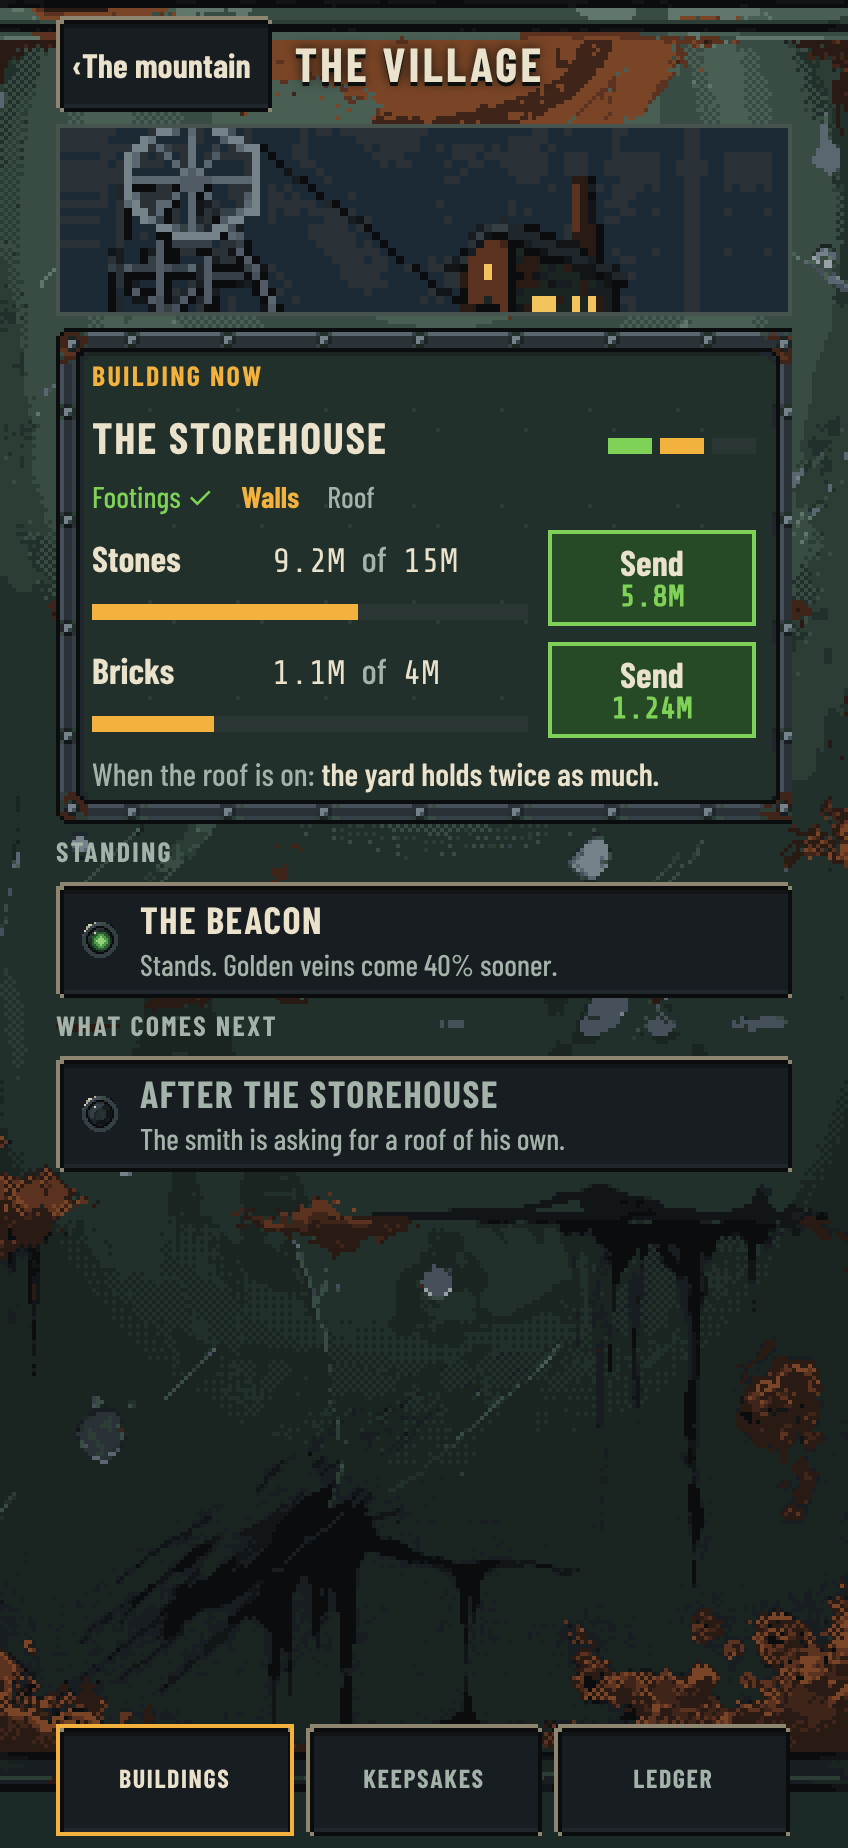 ‹The mountain
THE VILLAGE
BUILDING NOW
THE STOREHOUSE
Footings ✓ Walls Roof
Stones 9.2M of 15M
Send
5.8M
Bricks 1.1M of 4M
Send
1.24M
When the roof is on: the yard holds twice as much.
STANDING
THE BEACON
Stands. Golden veins come 40% sooner.
WHAT COMES NEXT
AFTER THE STOREHOUSE
The smith is asking for a roof of his own.
BUILDINGS
KEEPSAKES
LEDGER